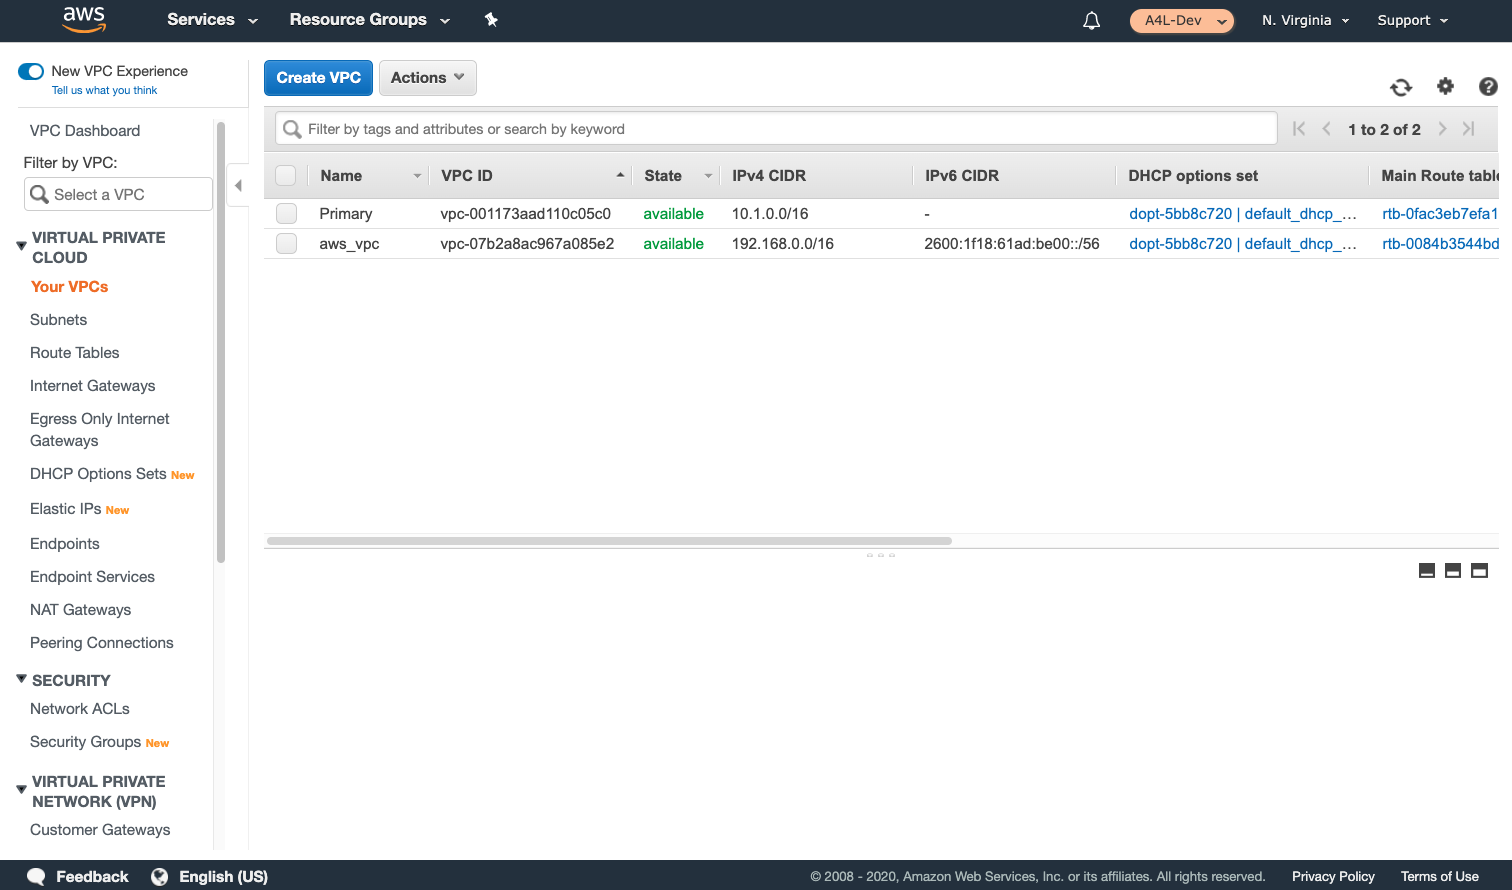 aws
Services
Resource Groups
A4L-Dev
N. Virginia
Support
New VPC Experience
Tell us what you think
VPC Dashboard
Filter by VPC:
Select a VPC
VIRTUAL PRIVATE
CLOUD
Your VPCs
Subnets
Route Tables
Internet Gateways
Egress Only Internet
Gateways
DHCP Options Sets New
Elastic IPs New
Endpoints
Endpoint Services
NAT Gateways
Peering Connections
SECURITY
Network ACLs
Security Groups New
VIRTUAL PRIVATE
NETWORK (VPN)
Customer Gateways
Create VPC
Actions
Filter by tags and attributes or search by keyword
1 to 2 of 2
Name VPC ID State IPv4 CIDR IPv6 CIDR DHCP options set Main Route table
Primary vpc-001173aad110c05c0 available 10.1.0.0/16 - dopt-5bb8c720 | default_dhcp_... rtb-0fac3eb7efa1
aws_vpc vpc-07b2a8ac967a085e2 available 192.168.0.0/16 2600:1f18:61ad:be00::/56 dopt-5bb8c720 | default_dhcp_... rtb-0084b3544bd
Feedback
English (US)
© 2008 - 2020, Amazon Web Services, Inc. or its affiliates. All rights reserved.
Privacy Policy
Terms of Use